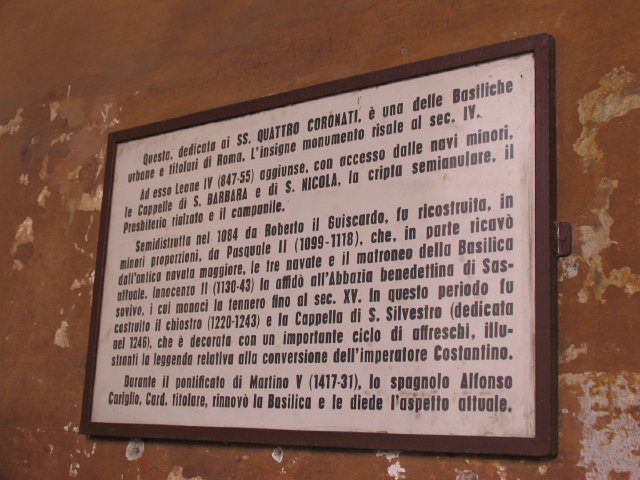 Questa, dedicata ai SS. QUATTRO CORONATI, è una delle Basiliche
urbane e titolari di Roma. L'insigne monumento risale al sec. IV.
Ad esso Leone IV (847-55) aggiunse, con accesso dalle navi minori,
le Cappelle di S. BARBARA e di S. NICOLA, la cripta semianulare, il
Presbiterio rialzato e il campanile.
Semidistrutta nel 1084 da Roberto il Guiscardo, fu ricostruita, in
minori proporzioni, da Pasquale II (1099-1118), che, in parte ricavò
dall'antica navata maggiore, le tre navate e il matroneo della Basilica
attuale. Innocenzo II (1130-43) la affidò all'Abbazia benedettina di Sas-
sovivo, i cui monaci la tennero fino al sec. XV. In questo periodo fu
costruito il chiostro (1220-1243) e la Cappella di S. Silvestro (dedicata
nel 1246), che è decorata con un importante ciclo di affreschi, illu-
stranti la leggenda relativa alla conversione dell'imperatore Costantino.
Durante il pontificato di Martino V (1417-31), lo spagnolo Alfonso
Cariglio, Card. titolare, rinnovò la Basilica e le diede l'aspetto attuale.